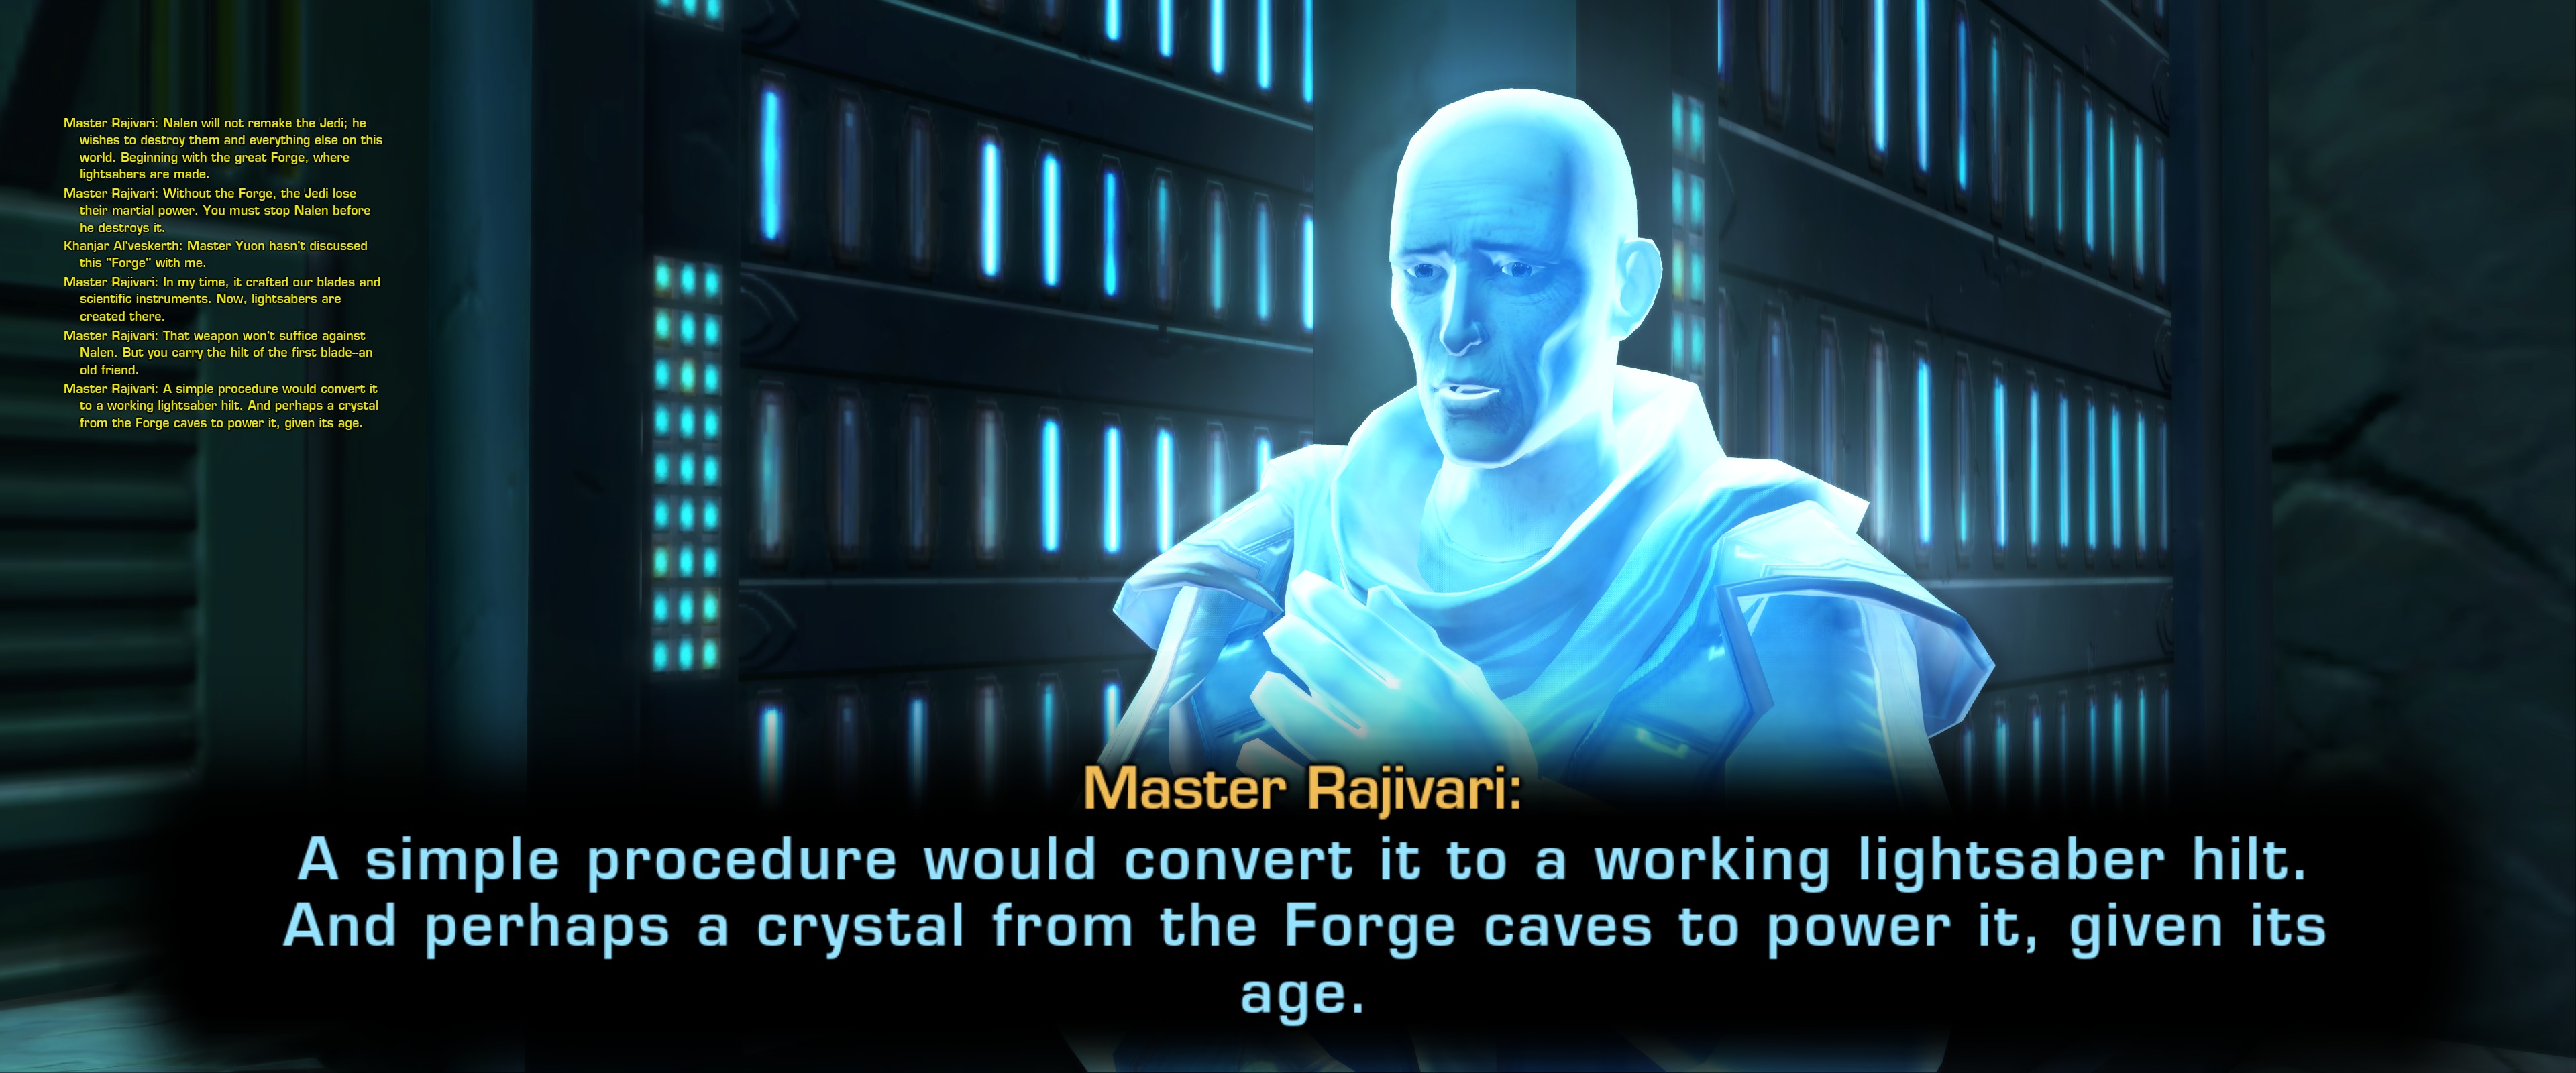 Master Rajivari: Nalen will not remake the Jedi; he
wishes to destroy them and everything else on this
world. Beginning with the great Forge, where
lightsabers are made.
Master Rajivari: Without the Forge, the Jedi lose
their martial power. You must stop Nalen before
he destroys it.
Khanjar Al'veskerth: Master Yuon hasn't discussed
this "Forge" with me.
Master Rajivari: In my time, it crafted our blades and
scientific instruments. Now, lightsabers are
created there.
Master Rajivari: That weapon won't suffice against
Nalen. But you carry the hilt of the first blade–an
old friend.
Master Rajivari: A simple procedure would convert it
to a working lightsaber hilt. And perhaps a crystal
from the Forge caves to power it, given its age.
Master Rajivari:
A simple procedure would convert it to a working lightsaber hilt.
And perhaps a crystal from the Forge caves to power it, given its
age.